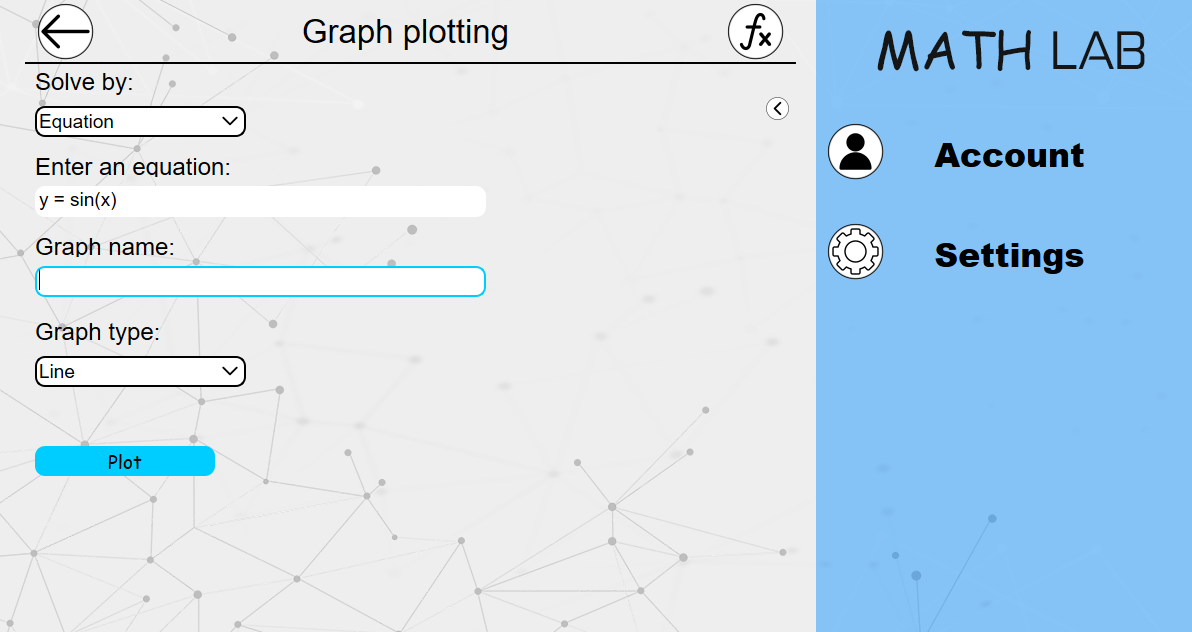 Graph plotting
fx
MATH LAB
Solve by:
Equation
Account
Enter an equation:
y = sin(x)
Graph name:
Settings
Graph type:
Line
Plot